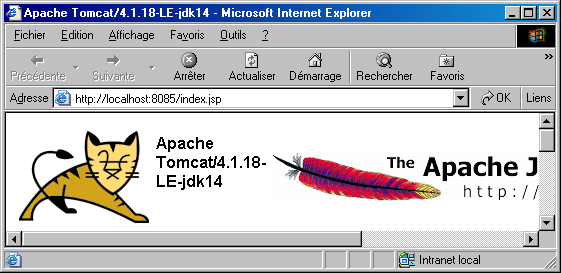 Apache Tomcat/4.1.18-LE-jdk14 - Microsoft Internet Explorer
Fichier Edition Affichage Favoris Outils ?
Précédente Suivante Arrêter Actualiser Démarrage Rechercher Favoris
Adresse http://localhost:8085/index.jsp OK Liens
Apache
Tomcat/4.1.18-
LE-jdk14
The Apache J
http://
Intranet local